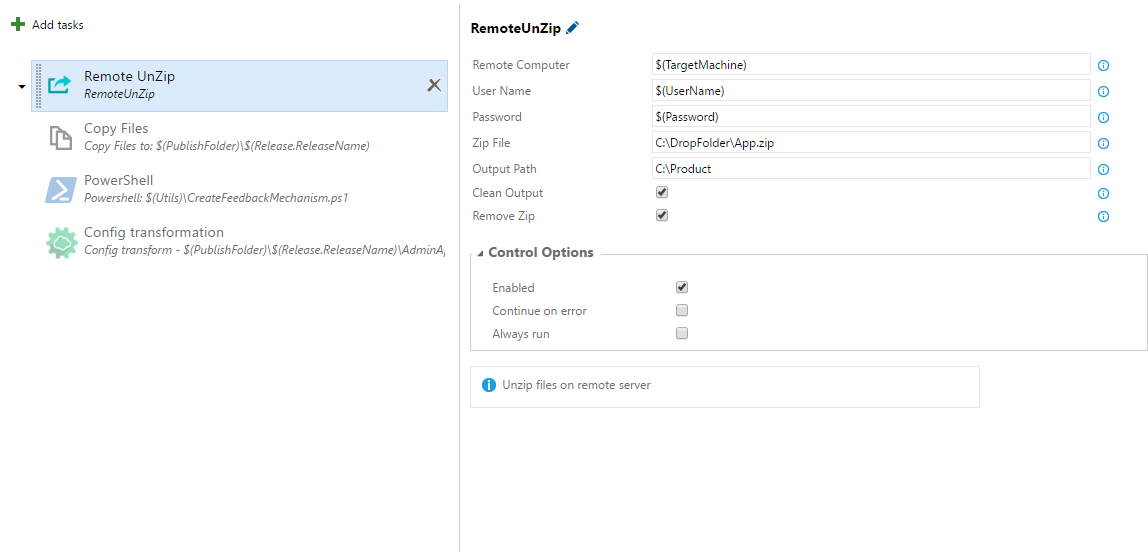 Add tasks
Remote UnZip
RemoteUnZip
Copy Files
Copy Files to: $(PublishFolder)\$(Release.ReleaseName)
PowerShell
Powershell: $(Utils)\CreateFeedbackMechanism.ps1
Config transformation
Config transform - $(PublishFolder)\$(Release.ReleaseName)\AdminA
RemoteUnZip
Remote Computer $(TargetMachine)
User Name $(UserName)
Password $(Password)
Zip File C:\DropFolder\App.zip
Output Path C:\Product
Clean Output
Remove Zip
Control Options
Enabled
Continue on error
Always run
Unzip files on remote server